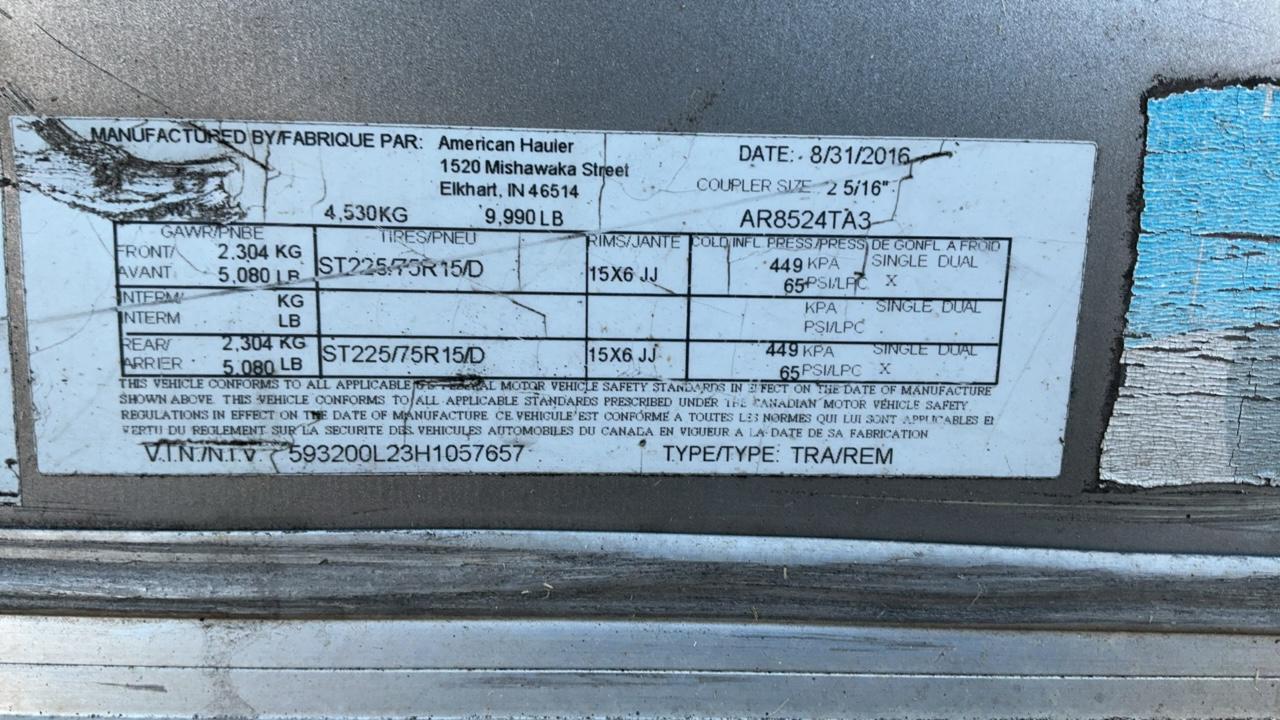 MANUFACTURED BY/FABRIQUE PAR: American Hauler DATE: 8/31/2016
1520 Mishawaka Street
Elkhart, IN 46514 COUPLER SIZE 2 5/16"
4,530KG 9,990 LB AR8524TA3
GAWR/PNBE TIRES/PNEU RIMS/JANTE COLD INFL PRESS/PRESS DE GONFL A FROID
FRONT/ 2.304 KG ST225/75R15/D 15X6 JJ 449 KPA SINGLE DUAL
AVANT 5,080 LB 65 PSI/LPC X
INTERM/ KG KPA SINGLE DUAL
INTERM LB PSI/LPC
REAR/ 2.304 KG ST225/75R15/D 15X6 JJ 449 KPA SINGLE DUAL
ARRIER 5,080 LB 65 PSI/LPC X
THIS VEHICLE CONFORMS TO ALL APPLICABLE MOTOR VEHICLE SAFETY STANDARDS IN EFFECT ON THE DATE OF MANUFACTURE
SHOWN ABOVE. THIS VEHICLE CONFORMS TO ALL APPLICABLE STANDARDS PRESCRIBED UNDER THE CANADIAN MOTOR VEHICLE SAFETY
REGULATIONS IN EFFECT ON THE DATE OF MANUFACTURE. CE VEHICULE EST CONFORME A TOUTES LES NORMES QUI LUI SONT APPLICABLES EN
VERTU DU REGLEMENT SUR LA SECURITE DES VEHICULES AUTOMOBILES DU CANADA EN VIGUEUR A LA DATE DE SA FABRICATION
V.I.N./N.I.V 593200L23H1057657 TYPE/TYPE: TRA/REM